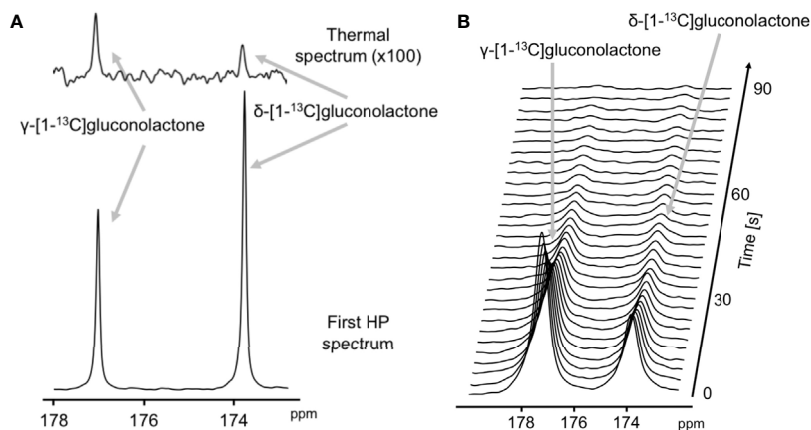 A
Thermal
spectrum (x100)
γ-[1-¹³C]gluconolactone
δ-[1-¹³C]gluconolactone
First HP
spectrum
178
176
174
ppm
B
δ-[1-¹³C]gluconolactone
γ-[1-¹³C]gluconolactone
90
60
30
0
Time [s]
178
176
174
ppm